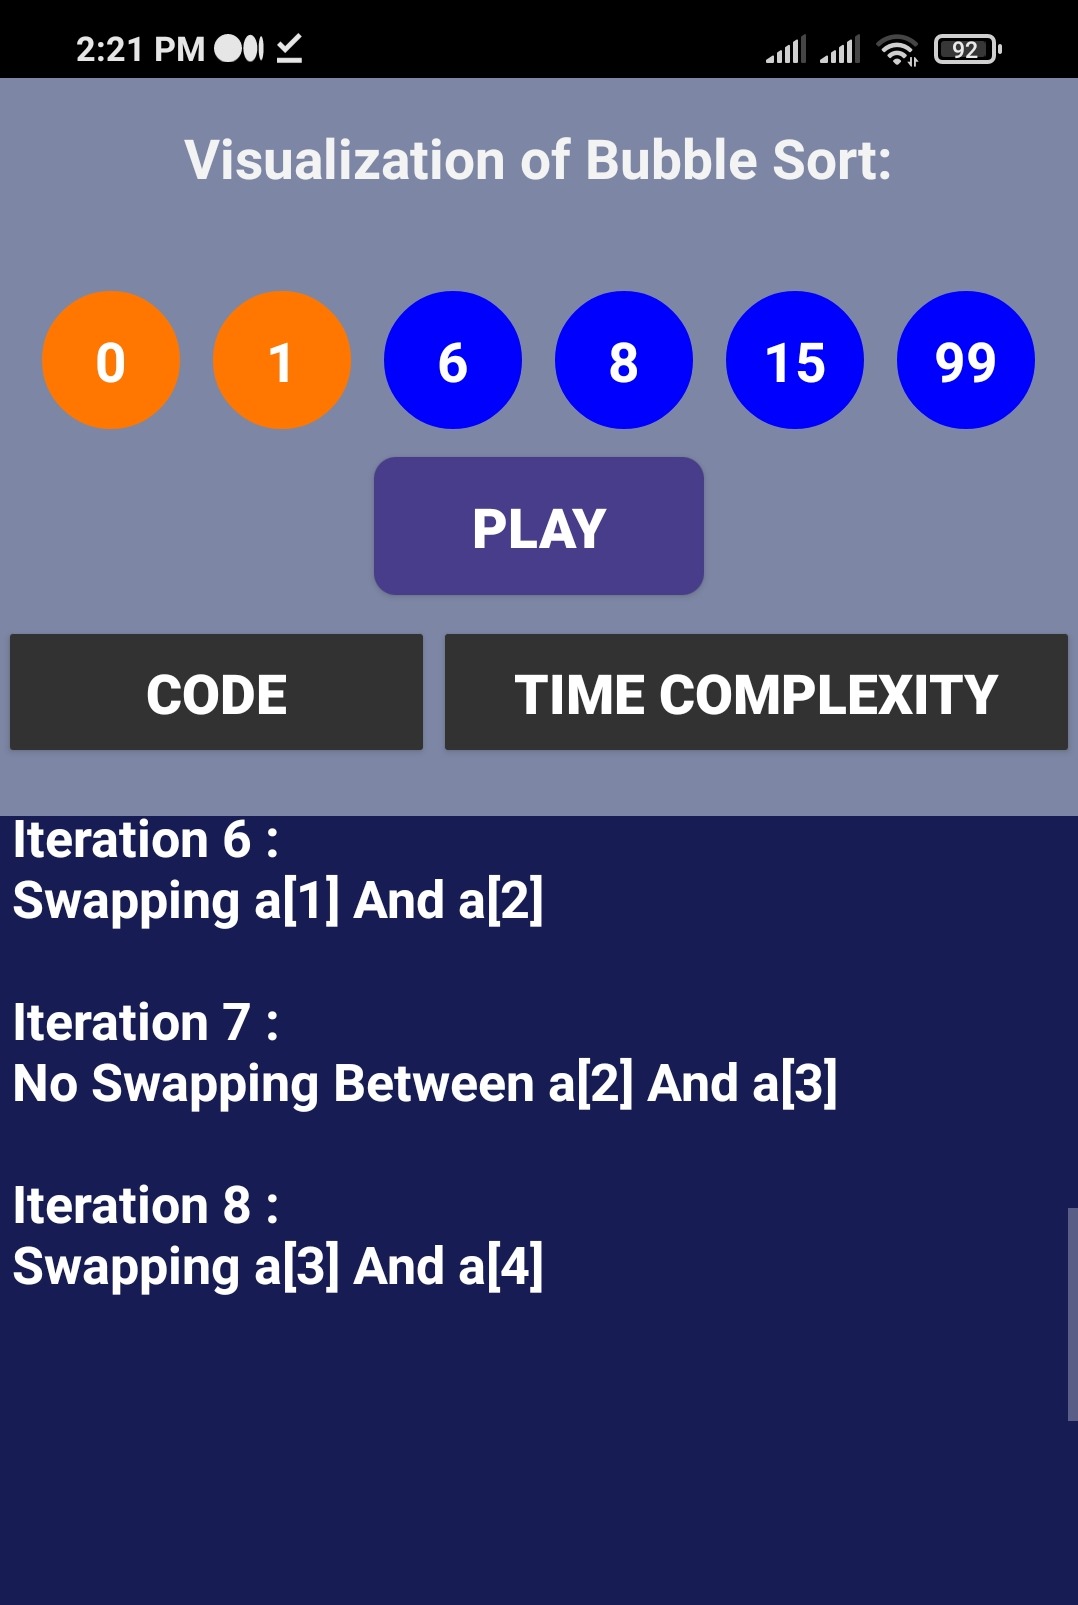 2:21 PM 92
Visualization of Bubble Sort:
0 1 6 8 15 99
PLAY
CODE TIME COMPLEXITY
Iteration 6 :
Swapping a[1] And a[2]
Iteration 7 :
No Swapping Between a[2] And a[3]
Iteration 8 :
Swapping a[3] And a[4]